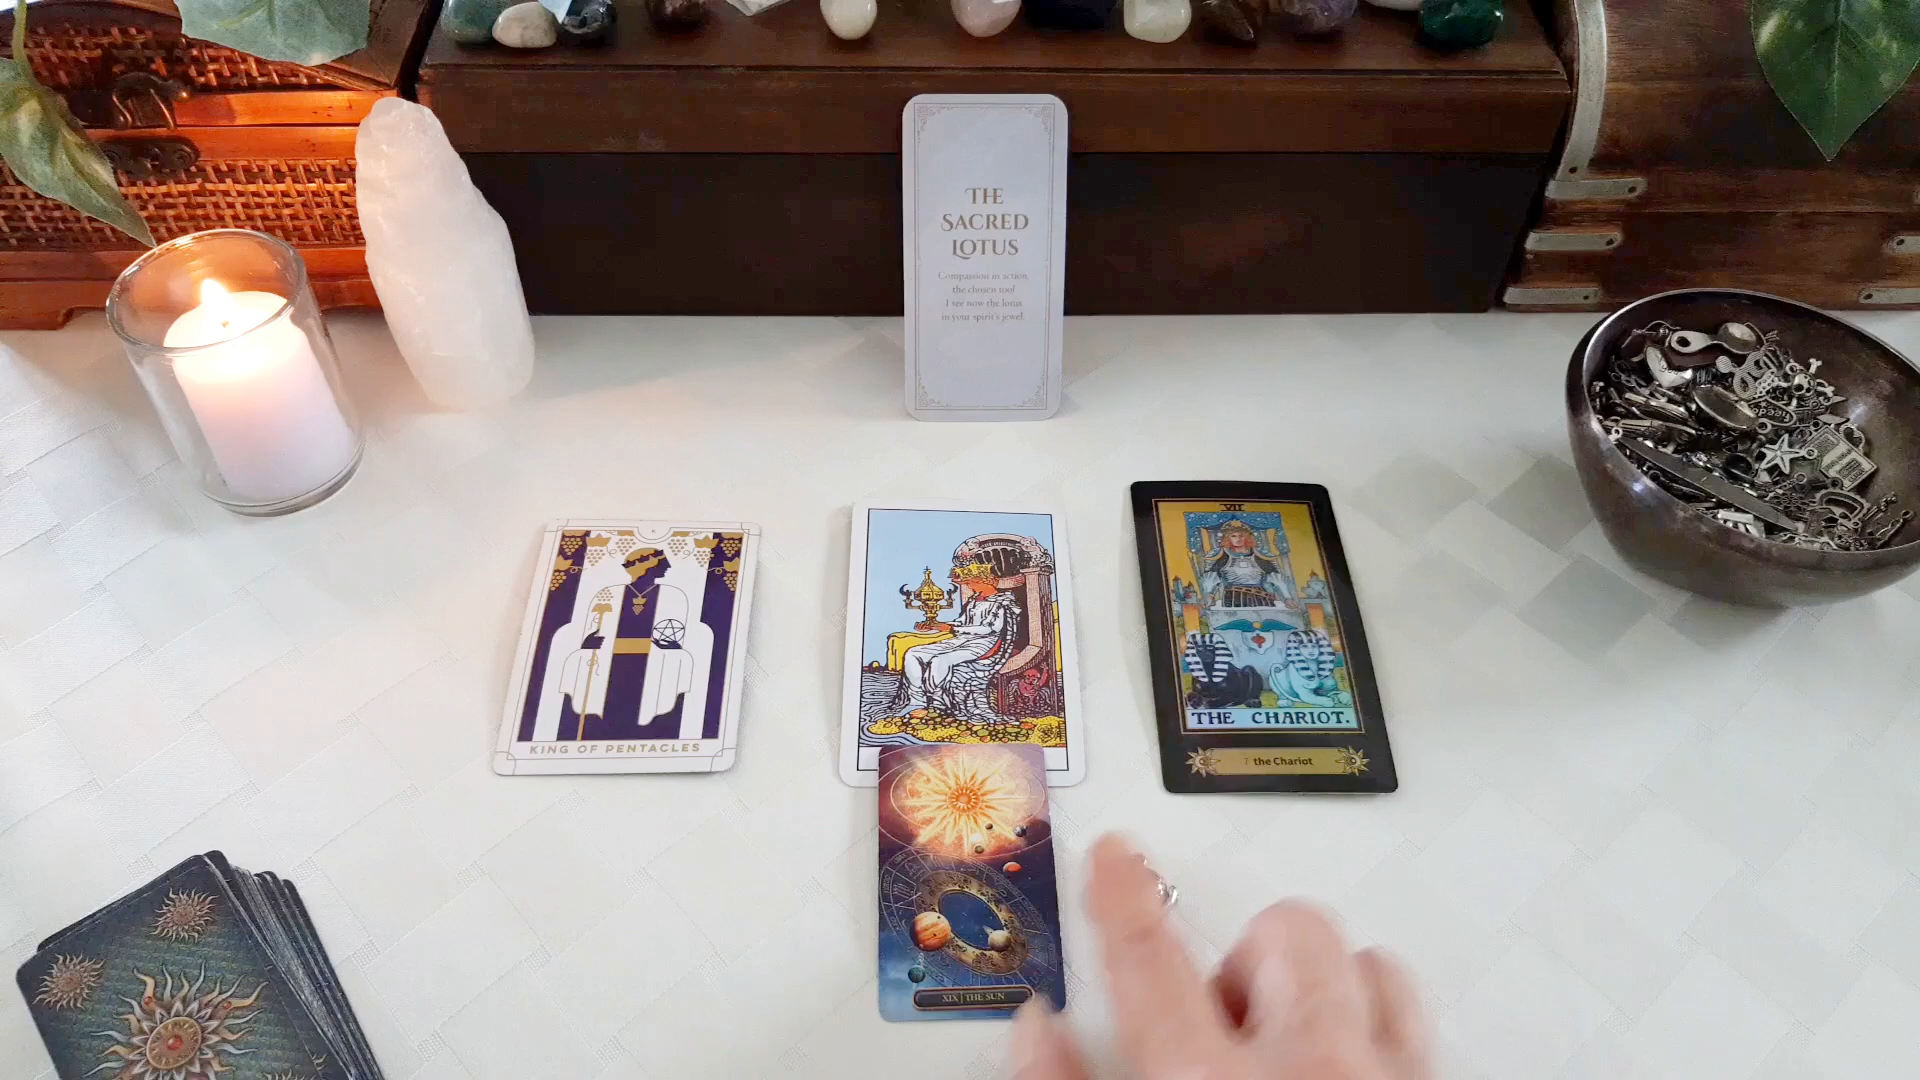 THE
SACRED
LOTUS
Compassion in action,
the chosen tool
I see now the lotus
in your spirit's jewel.
KING OF PENTACLES
VII
THE CHARIOT.
7 the Chariot
XIX | THE SUN